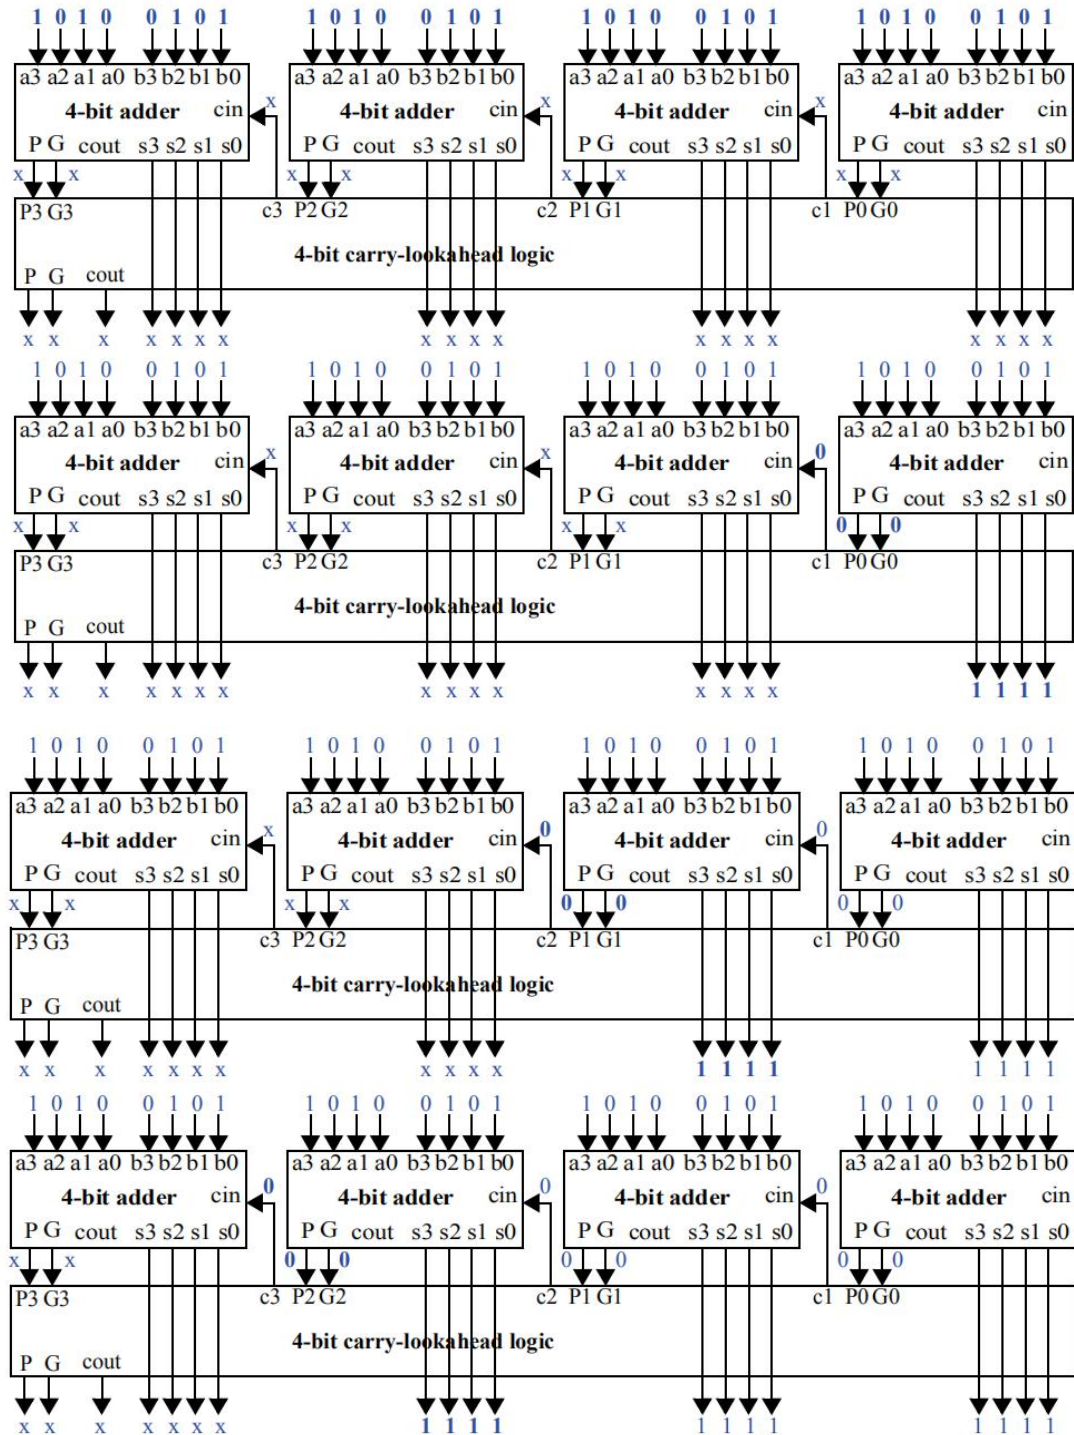 1 0 1 0 0 1 0 1 1 0 1 0 0 1 0 1 1 0 1 0 0 1 0 1 1 0 1 0 0 1 0 1
a3 a2 a1 a0 b3 b2 b1 b0 a3 a2 a1 a0 b3 b2 b1 b0 a3 a2 a1 a0 b3 b2 b1 b0 a3 a2 a1 a0 b3 b2 b1 b0
x x x
4-bit adder cin 4-bit adder cin 4-bit adder cin 4-bit adder cin
P G cout s3 s2 s1 s0 P G cout s3 s2 s1 s0 P G cout s3 s2 s1 s0 P G cout s3 s2 s1 s0
x x x x x x x x
P3 G3 c3 P2 G2 c2 P1 G1 c1 P0 G0
4-bit carry-lookahead logic
P G cout
x x x x x x x x x x x x x x x x x x x
1 0 1 0 0 1 0 1 1 0 1 0 0 1 0 1 1 0 1 0 0 1 0 1 1 0 1 0 0 1 0 1
a3 a2 a1 a0 b3 b2 b1 b0 a3 a2 a1 a0 b3 b2 b1 b0 a3 a2 a1 a0 b3 b2 b1 b0 a3 a2 a1 a0 b3 b2 b1 b0
x x 0
4-bit adder cin 4-bit adder cin 4-bit adder cin 4-bit adder cin
P G cout s3 s2 s1 s0 P G cout s3 s2 s1 s0 P G cout s3 s2 s1 s0 P G cout s3 s2 s1 s0
x x x x x x 0 0
P3 G3 c3 P2 G2 c2 P1 G1 c1 P0 G0
4-bit carry-lookahead logic
P G cout
x x x x x x x x x x x x x x x 1 1 1 1
1 0 1 0 0 1 0 1 1 0 1 0 0 1 0 1 1 0 1 0 0 1 0 1 1 0 1 0 0 1 0 1
a3 a2 a1 a0 b3 b2 b1 b0 a3 a2 a1 a0 b3 b2 b1 b0 a3 a2 a1 a0 b3 b2 b1 b0 a3 a2 a1 a0 b3 b2 b1 b0
x 0 0
4-bit adder cin 4-bit adder cin 4-bit adder cin 4-bit adder cin
P G cout s3 s2 s1 s0 P G cout s3 s2 s1 s0 P G cout s3 s2 s1 s0 P G cout s3 s2 s1 s0
x x x x 0 0 0 0
P3 G3 c3 P2 G2 c2 P1 G1 c1 P0 G0
4-bit carry-lookahead logic
P G cout
x x x x x x x x x x x 1 1 1 1 1 1 1 1
1 0 1 0 0 1 0 1 1 0 1 0 0 1 0 1 1 0 1 0 0 1 0 1 1 0 1 0 0 1 0 1
a3 a2 a1 a0 b3 b2 b1 b0 a3 a2 a1 a0 b3 b2 b1 b0 a3 a2 a1 a0 b3 b2 b1 b0 a3 a2 a1 a0 b3 b2 b1 b0
0 0 0
4-bit adder cin 4-bit adder cin 4-bit adder cin 4-bit adder cin
P G cout s3 s2 s1 s0 P G cout s3 s2 s1 s0 P G cout s3 s2 s1 s0 P G cout s3 s2 s1 s0
x x 0 0 0 0 0 0
P3 G3 c3 P2 G2 c2 P1 G1 c1 P0 G0
4-bit carry-lookahead logic
P G cout
x x x x x x x 1 1 1 1 1 1 1 1 1 1 1 1